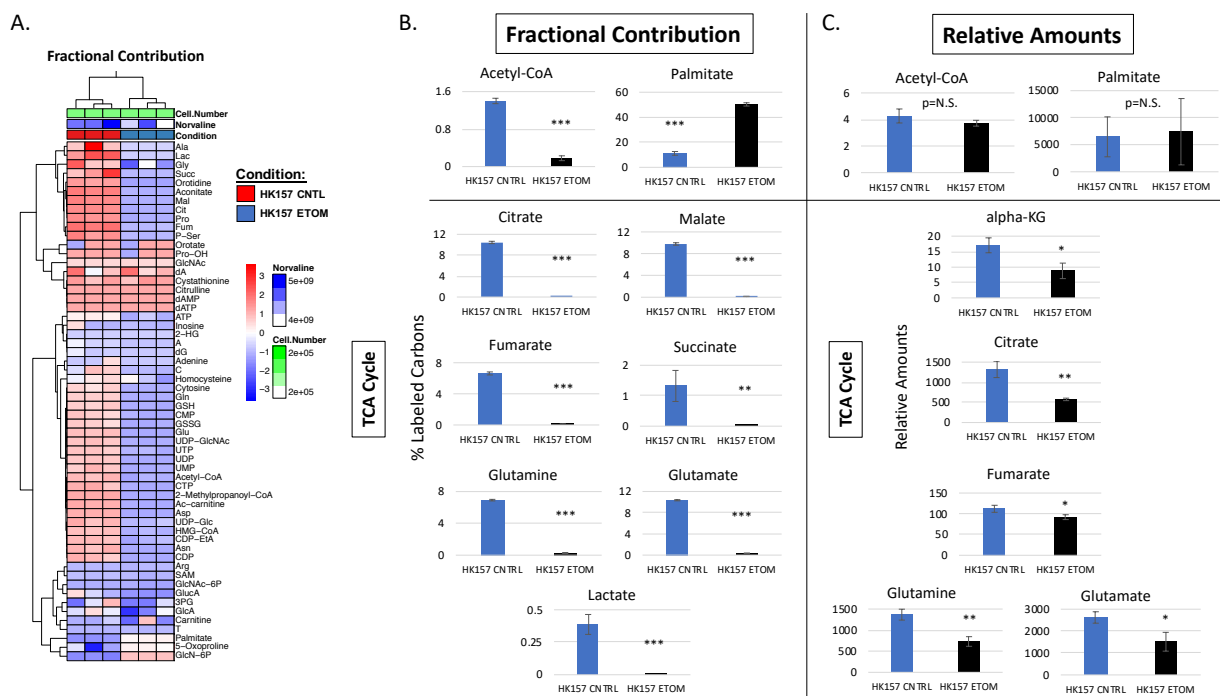 A.
Fractional Contribution
Cell.Number
Norvaline
Condition
Ala
Lac
Gly
Succ
Orotidine
Aconitate
Mal
Cit
Pro
Fum
P-Ser
Orotate
Pro-OH
GlcNAc
dA
Cystathionine
Citrulline
dAMP
dATP
ATP
Inosine
2-HG
A
dG
Adenine
C
Homocysteine
Cytosine
Gln
GSH
CMP
GSSG
Glu
UDP-GlcNAc
UTP
UDP
UMP
Acetyl-CoA
CTP
2-Methylpropanoyl-CoA
Ac-carnitine
Asp
UDP-Glc
HMG-CoA
CDP-EtA
Asn
CDP
Arg
SAM
GlcNAc-6P
GlucA
3PG
GlcA
Carnitine
T
Palmitate
5-Oxoproline
GlcN-6P
Condition:
HK157 CNTL
HK157 ETOM
3
2
1
0
-1
-2
-3
Norvaline
5e+09
4e+09
Cell.Number
2e+05
2e+05
B.
Fractional Contribution
TCA Cycle
% Labeled Carbons
Acetyl-CoA
1.6
0.8
0
***
HK157 CNTRL HK157 ETOM
Palmitate
60
50
40
30
20
10
0
***
HK157 CNTRL HK157 ETOM
Citrate
12
8
4
0
***
HK157 CNTRL HK157 ETOM
Malate
12
8
4
0
***
HK157 CNTRL HK157 ETOM
Fumarate
8
4
0
***
HK157 CNTRL HK157 ETOM
Succinate
2
1
0
**
HK157 CNTRL HK157 ETOM
Glutamine
8
4
0
***
HK157 CNTRL HK157 ETOM
Glutamate
12
8
4
0
***
HK157 CNTRL HK157 ETOM
Lactate
0.5
0.25
0
***
HK157 CNTRL HK157 ETOM
C.
Relative Amounts
TCA Cycle
Relative Amounts
Acetyl-CoA
p=N.S.
6
4
2
0
HK157 CNTRL HK157 ETOM
Palmitate
p=N.S.
15000
10000
5000
0
HK157 CNTRL HK157 ETOM
alpha-KG
20
15
10
5
0
*
HK157 CNTRL HK157 ETOM
Citrate
1500
1000
500
0
**
HK157 CNTRL HK157 ETOM
Fumarate
150
100
50
0
*
HK157 CNTRL HK157 ETOM
Glutamine
1500
1000
500
0
**
HK157 CNTRL HK157 ETOM
Glutamate
3000
2000
1000
0
*
HK157 CNTRL HK157 ETOM